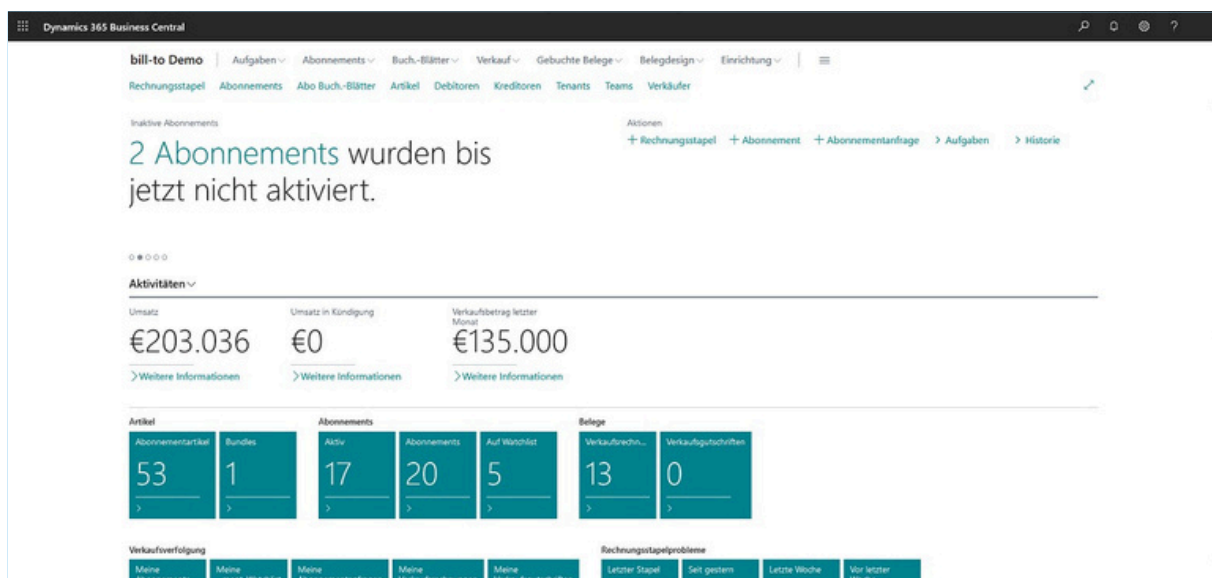 Dynamics 365 Business Central
bill-to Demo Aufgaben Abonnements Buch.-Blätter Verkauf Gebuchte Belege Belegdesign Einrichtung
Rechnungsstapel Abonnements Abo Buch.-Blätter Artikel Debitoren Kreditoren Tenants Teams Verkäufer
Inaktive Abonnements
2 Abonnements wurden bis
jetzt nicht aktiviert.
Aktionen
+ Rechnungsstapel + Abonnement + Abonnementanfrage > Aufgaben > Historie
Aktivitäten
Umsatz Umsatz in Kündigung Verkaufsbetrag letzter
Monat
€203.036 €0 €135.000
>Weitere Informationen >Weitere Informationen >Weitere Informationen
Artikel Abonnements Belege
Abonnementartikel Bundles Aktiv Abonnements Auf Watchlist Verkaufsrechn... Verkaufsgutschriften
53 1 17 20 5 13 0
Verkaufsverfolgung Rechnungsstapelprobleme
Meine Meine Meine Meine Meine Letzter Stapel Seit gestern Letzte Woche Vor letzter